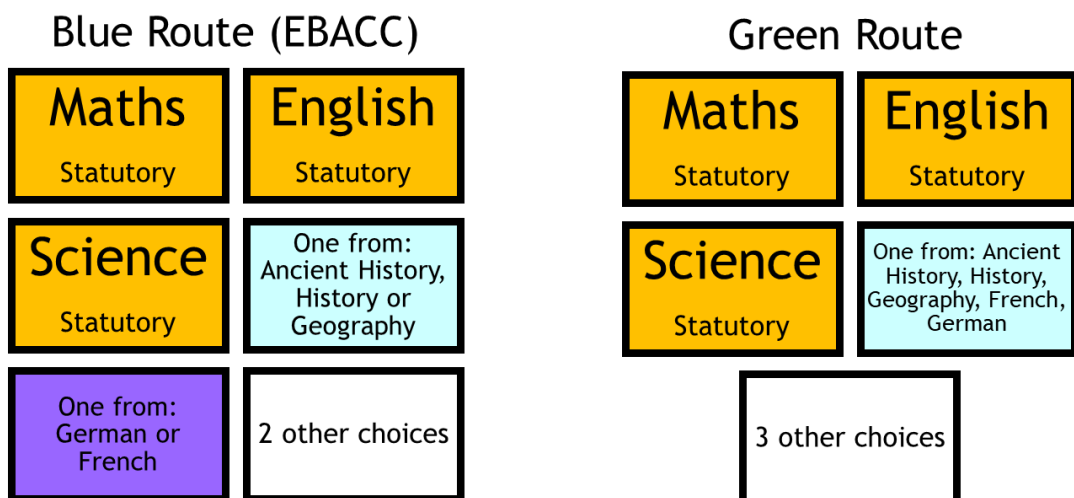 Blue Route (EBACC)
Maths
Statutory
English
Statutory
Science
Statutory
One from:
Ancient History,
History or
Geography
One from:
German or
French
2 other choices
Green Route
Maths
Statutory
English
Statutory
Science
Statutory
One from: Ancient
History, History,
Geography, French,
German
3 other choices